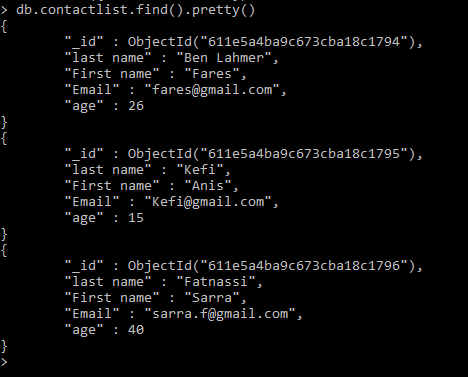 > db.contactlist.find().pretty()
{
        "_id" : ObjectId("611e5a4ba9c673cba18c1794"),
        "last name" : "Ben Lahmer",
        "First name" : "Fares",
        "Email" : "fares@gmail.com",
        "age" : 26
}
{
        "_id" : ObjectId("611e5a4ba9c673cba18c1795"),
        "last name" : "Kefi",
        "First name" : "Anis",
        "Email" : "Kefi@gmail.com",
        "age" : 15
}
{
        "_id" : ObjectId("611e5a4ba9c673cba18c1796"),
        "last name" : "Fatnassi",
        "First name" : "Sarra",
        "Email" : "sarra.f@gmail.com",
        "age" : 40
}
>